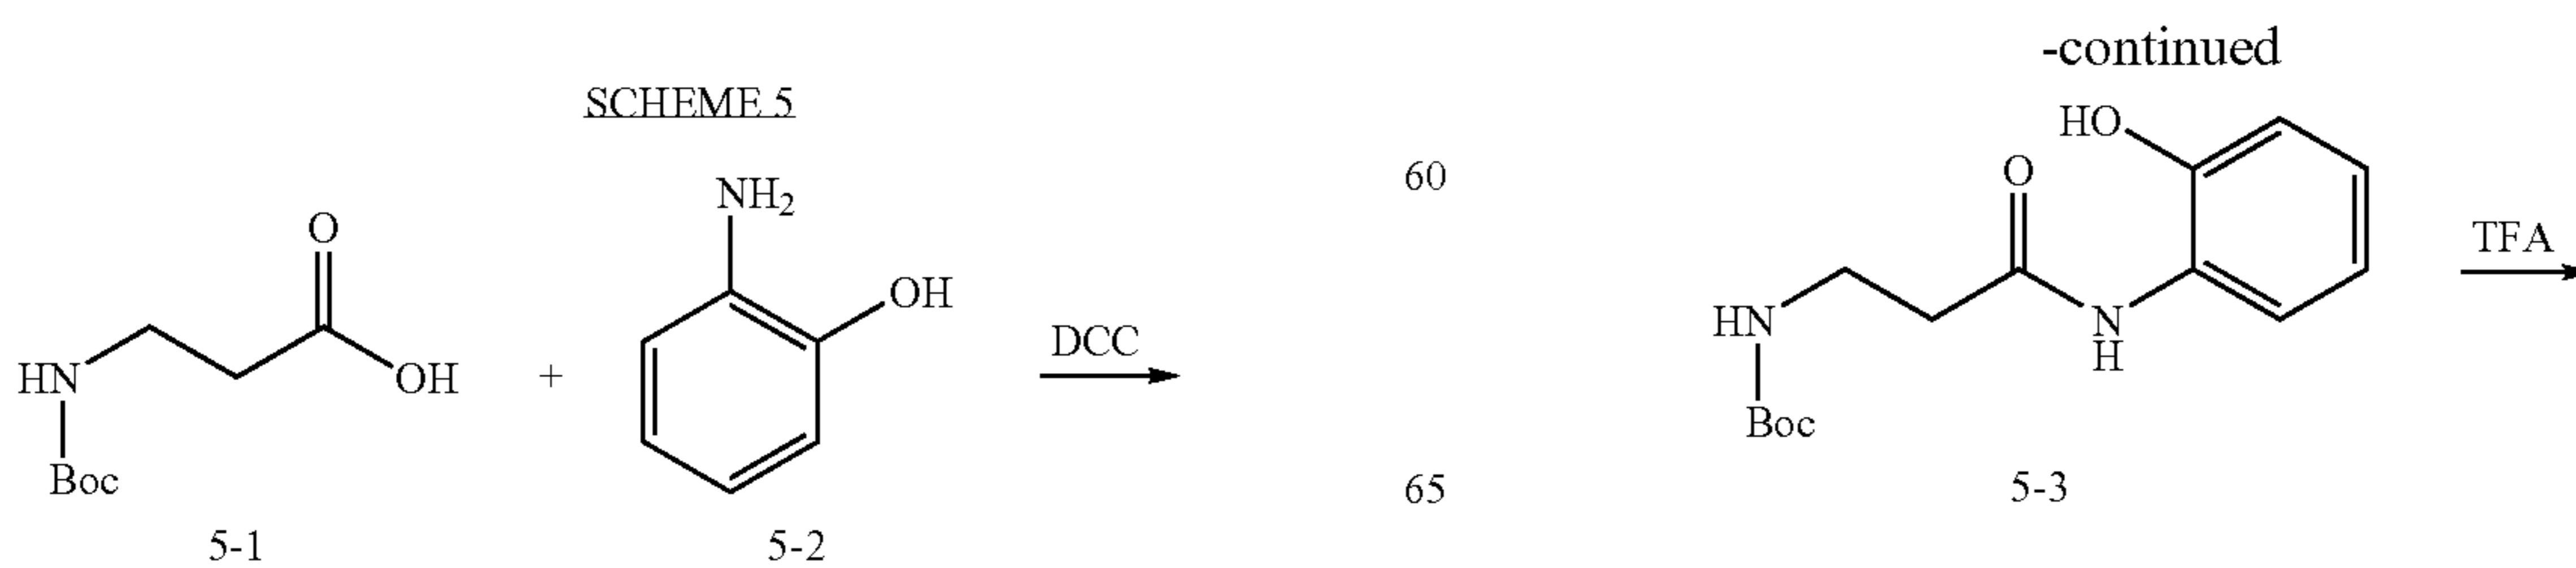 SCHEME 5
NH2
O
OH
HN
OH
+
DCC
Boc
5-1
5-2
60
65
-continued
HO
O
TFA
HN
N
H
Boc
5-3